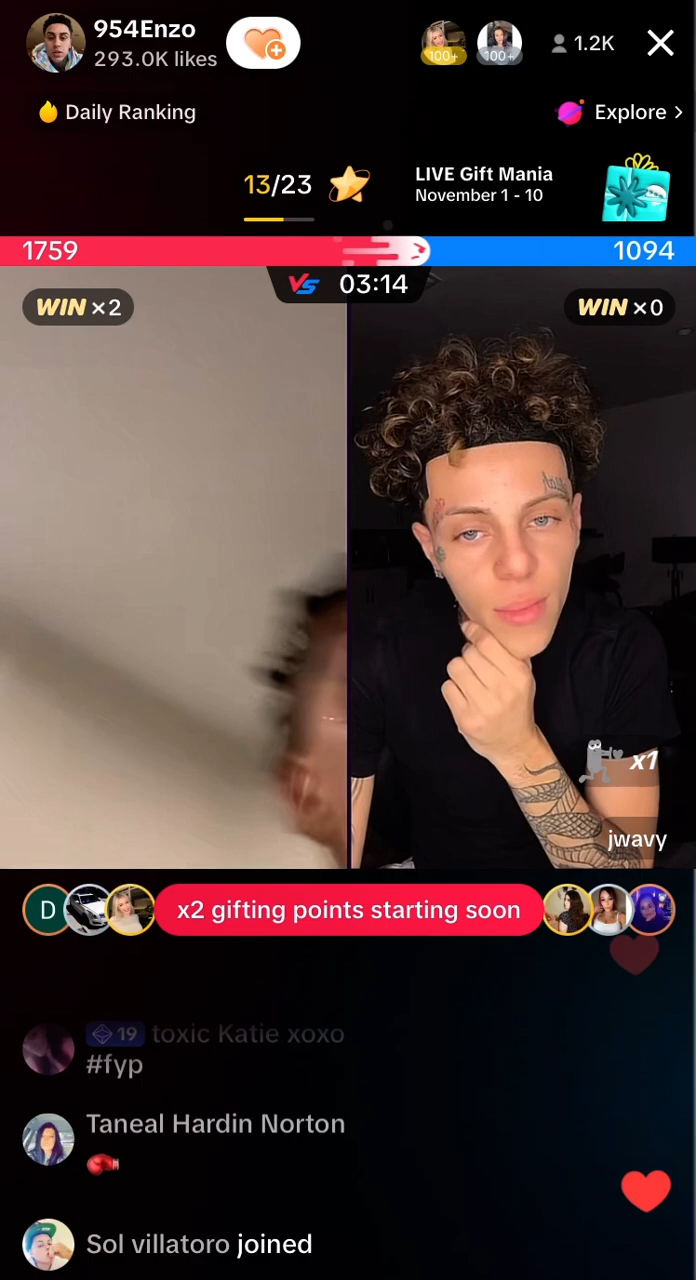 954Enzo
293.0K likes
100+
100+
1.2K
Daily Ranking
Explore >
13/23
LIVE Gift Mania
November 1 - 10
1759
1094
VS 03:14
WIN ×2
WIN ×0
x1
jwavy
D
x2 gifting points starting soon
19 toxic Katie xoxo
#fyp
Taneal Hardin Norton
Sol villatoro joined